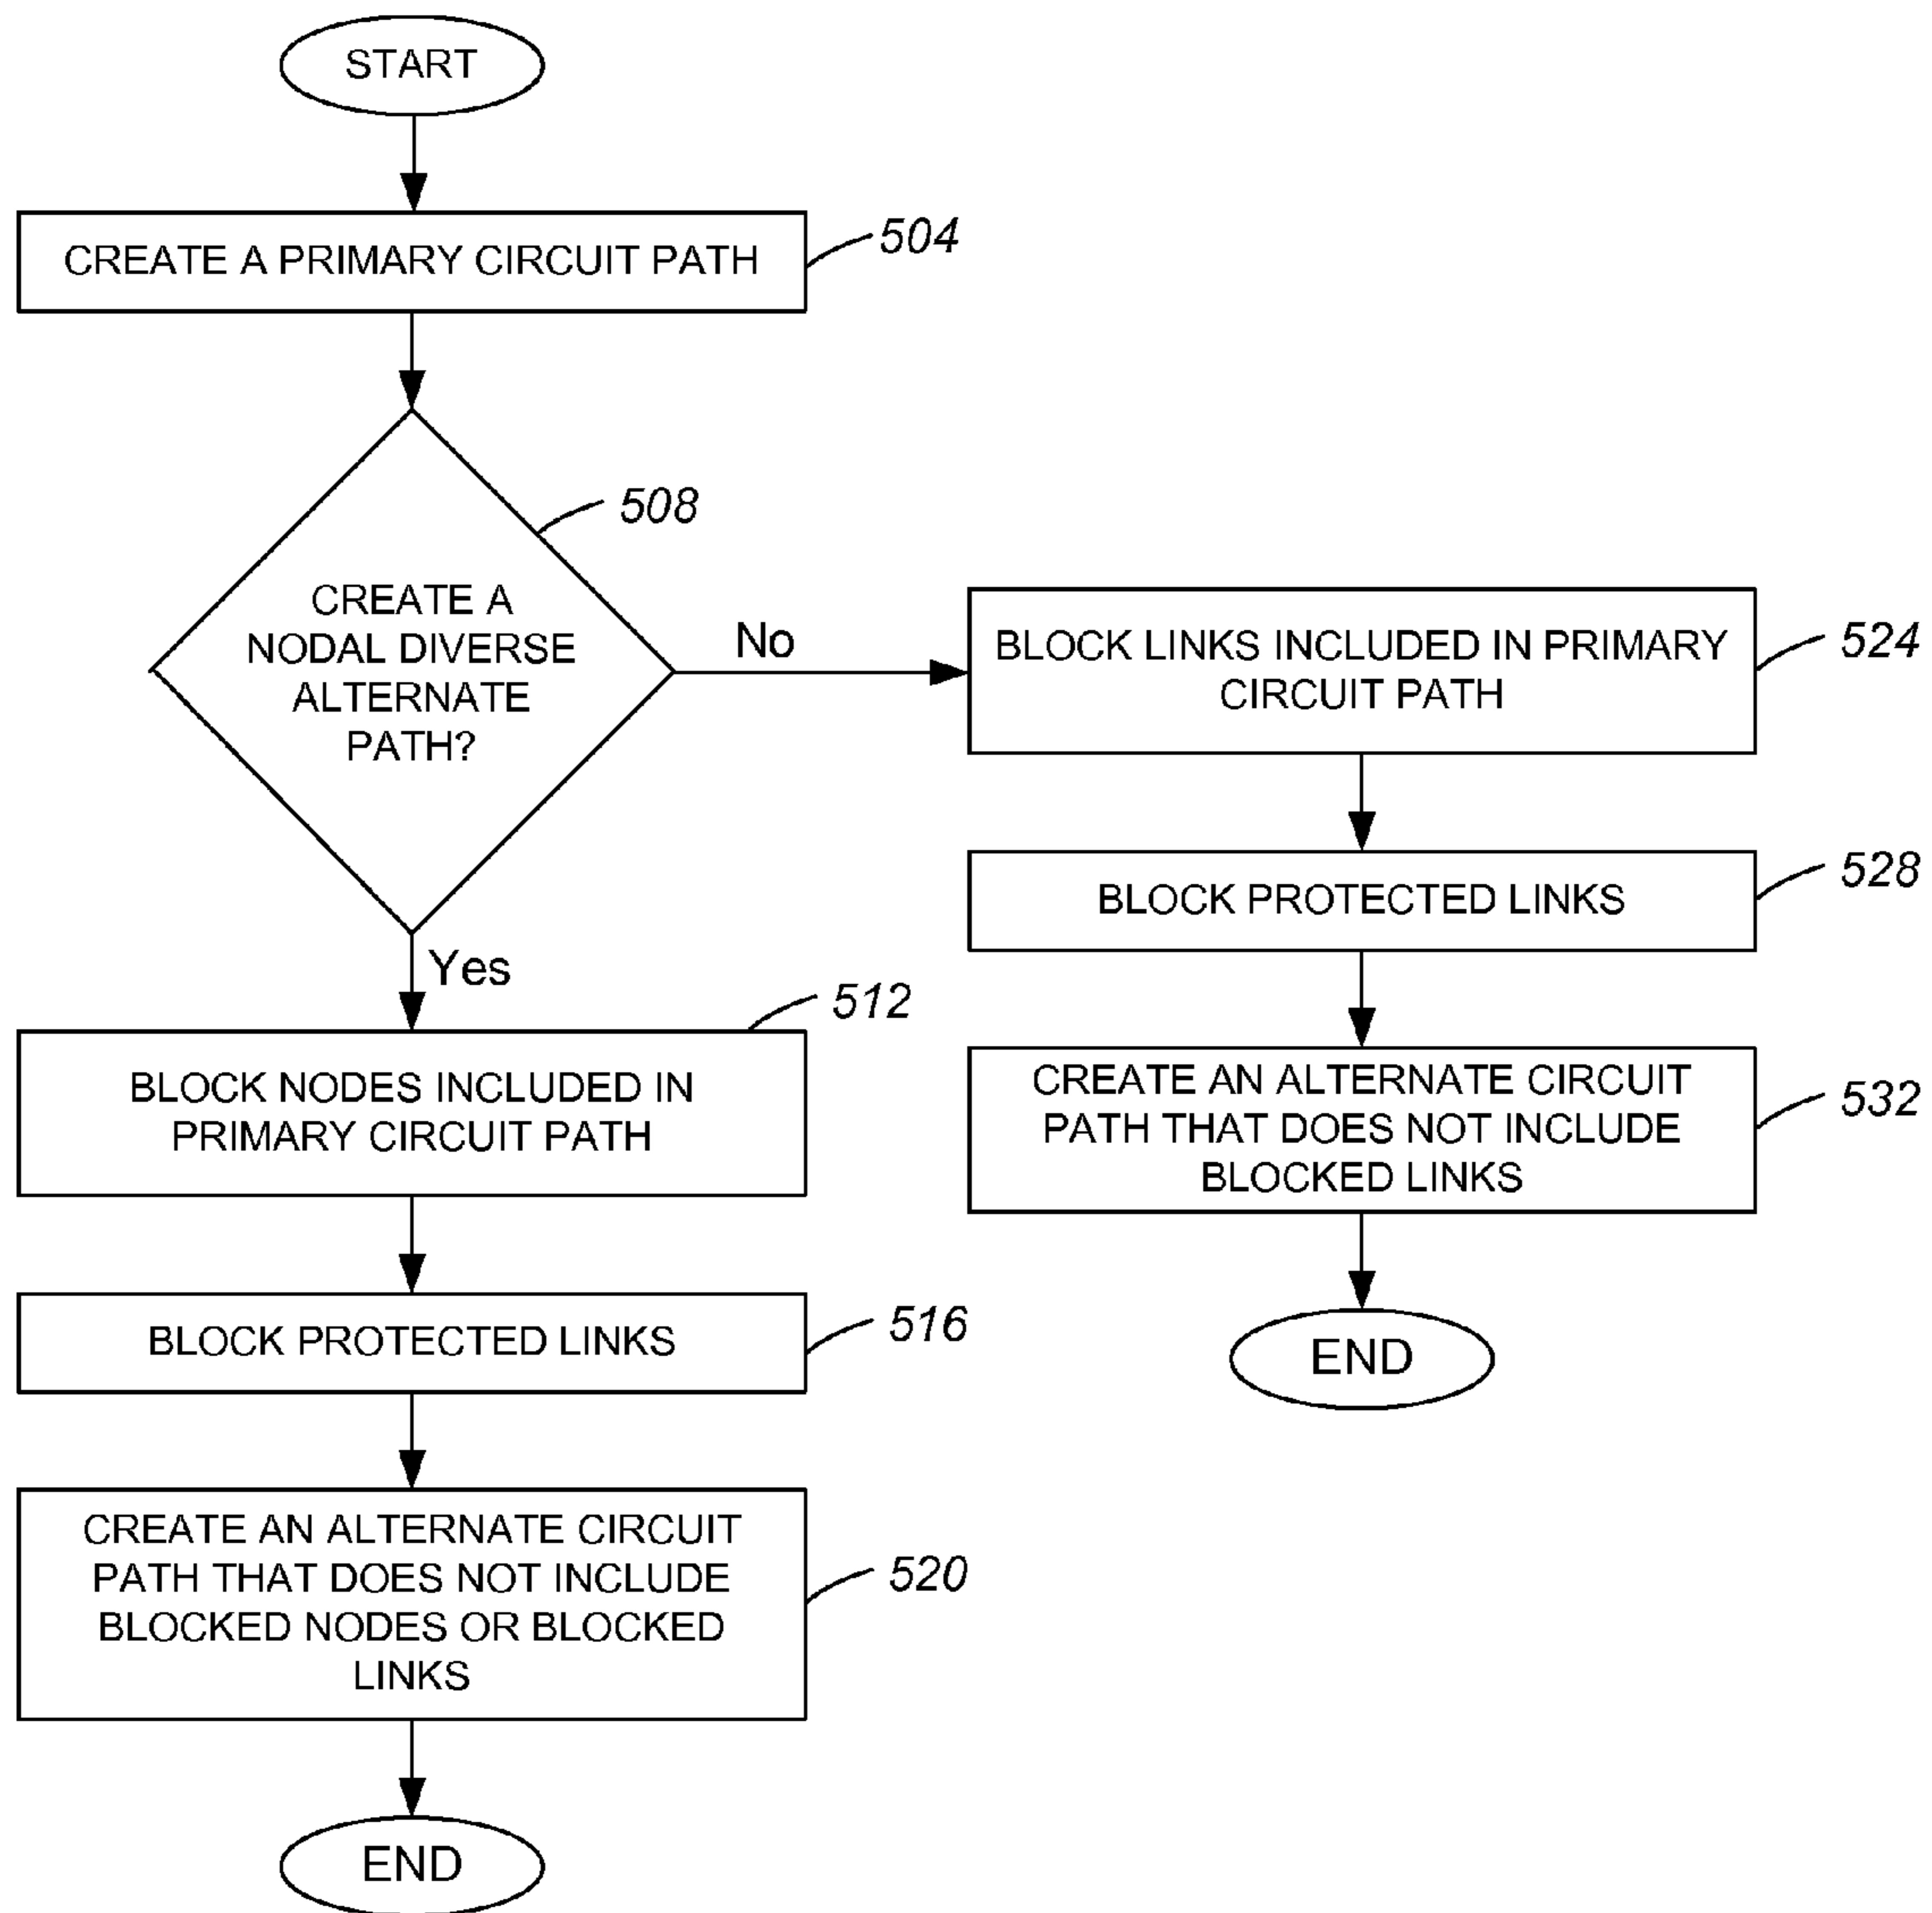 START
CREATE A PRIMARY CIRCUIT PATH
504
508
CREATE A
NODAL DIVERSE
ALTERNATE
PATH?
No
Yes
512
BLOCK NODES INCLUDED IN
PRIMARY CIRCUIT PATH
BLOCK PROTECTED LINKS
516
CREATE AN ALTERNATE CIRCUIT
PATH THAT DOES NOT INCLUDE
BLOCKED NODES OR BLOCKED
LINKS
520
END
BLOCK LINKS INCLUDED IN PRIMARY
CIRCUIT PATH
524
BLOCK PROTECTED LINKS
528
CREATE AN ALTERNATE CIRCUIT
PATH THAT DOES NOT INCLUDE
BLOCKED LINKS
532
END